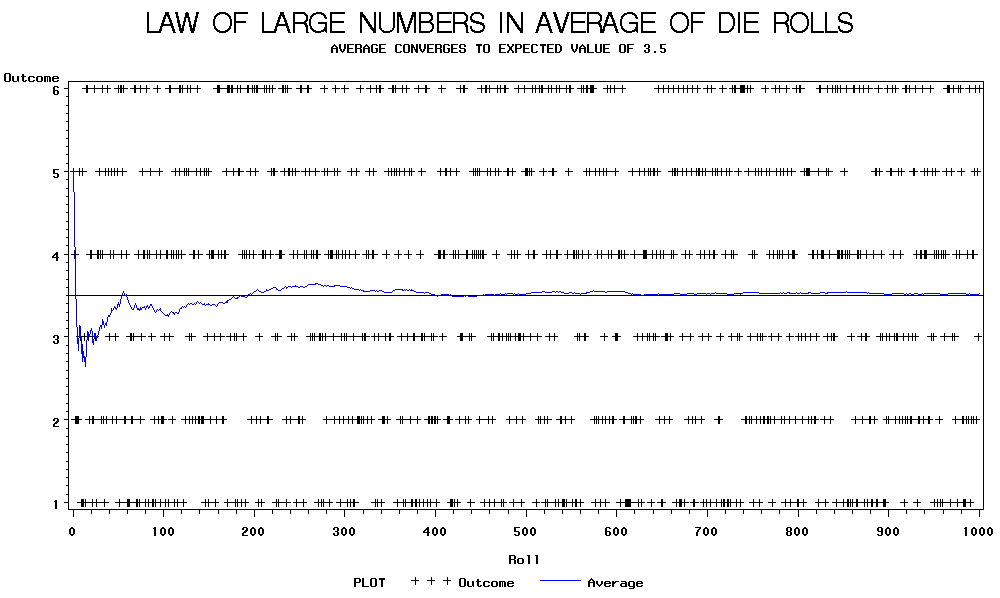 LAW OF LARGE NUMBERS IN AVERAGE OF DIE ROLLS
AVERAGE CONVERGES TO EXPECTED VALUE OF 3.5
Outcome
6
5
4
3
2
1
0 100 200 300 400 500 600 700 800 900 1000
Roll
PLOT + + + Outcome Average